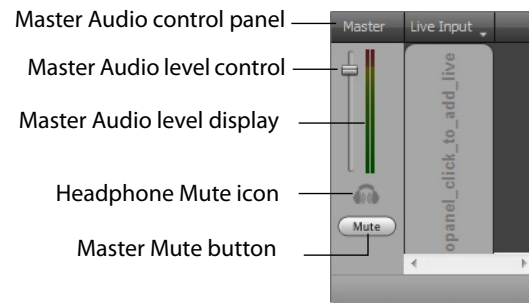 Master Audio control panel
Master Live Input
Master Audio level control
Master Audio level display
opanel_click_to_add_live
Headphone Mute icon
Mute
Master Mute button